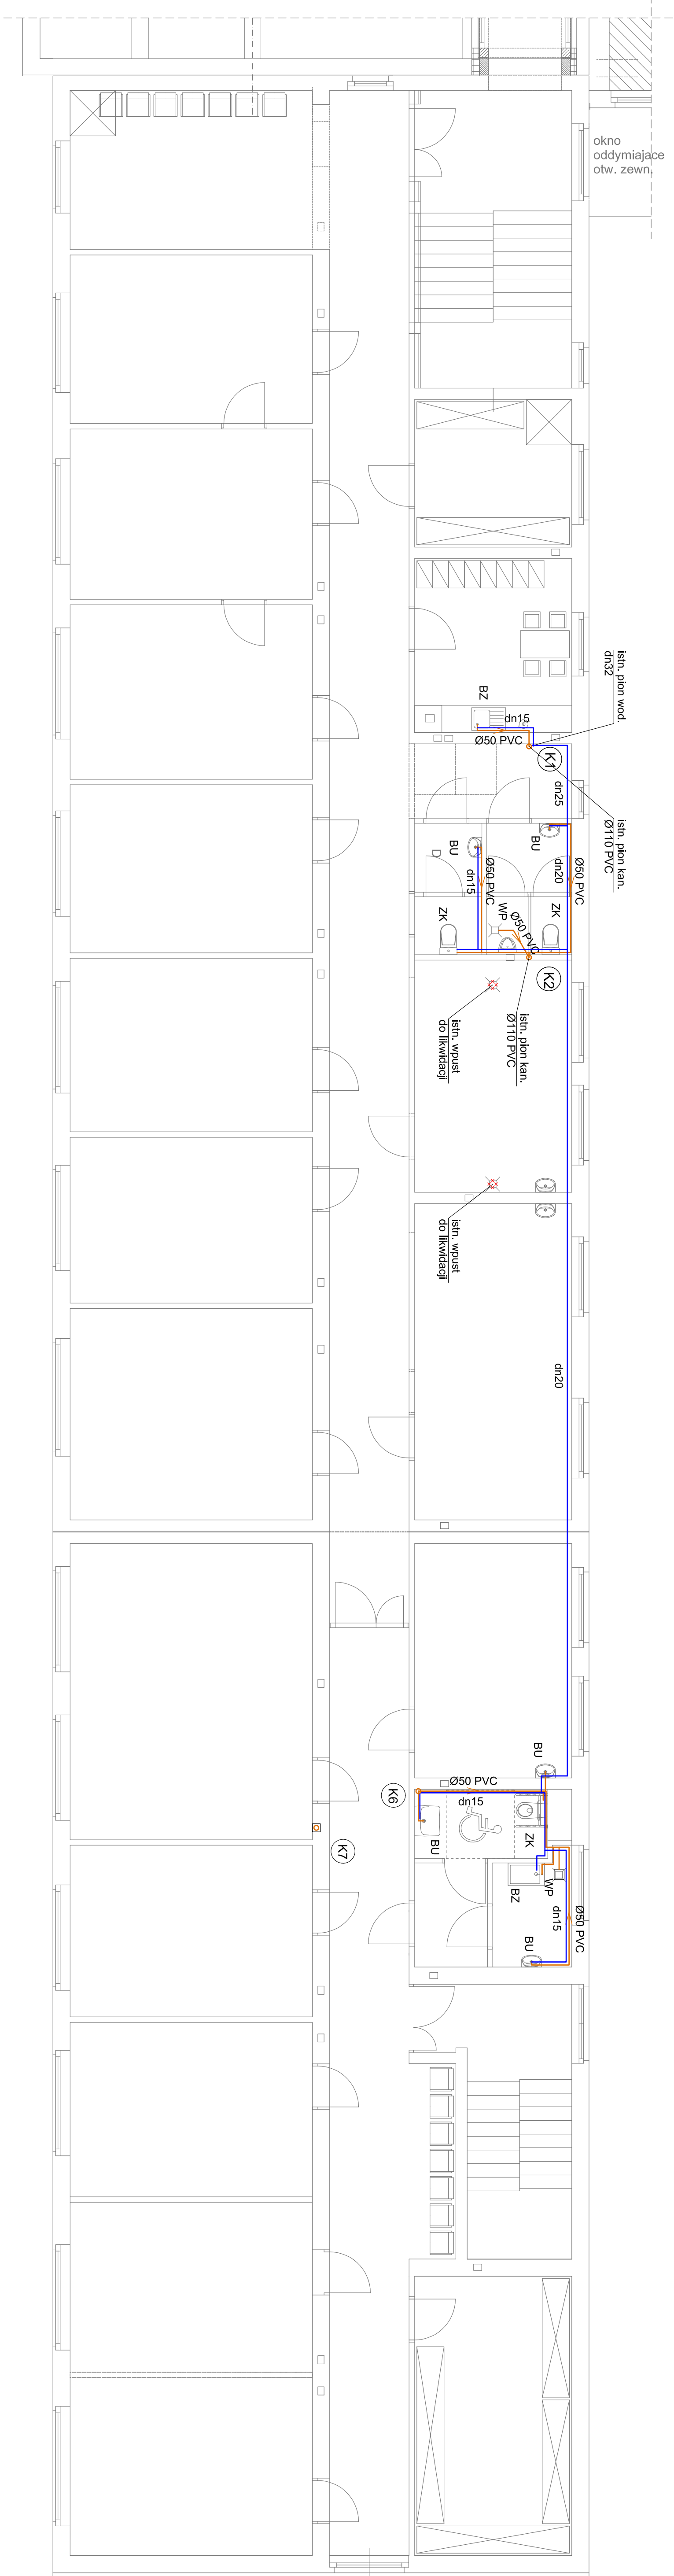 okno
oddymiajace
otw. zewn.
istn. pion wod.
dn32
BZ
dn15
Ø50 PVC
K1
dn25
istn. pion kan.
Ø110 PVC
BU
BU
dn20
Ø50 PVC
Ø50 PVC
dn15
ZK
WP
Ø50 PVC
ZK
K2
istn. pion kan.
Ø110 PVC
istn. wpust
do likwidacji
istn. wpust
do likwidacji
dn20
BU
Ø50 PVC
dn15
K6
BU
ZK
K7
BZ
WP
dn15
Ø50 PVC
BU